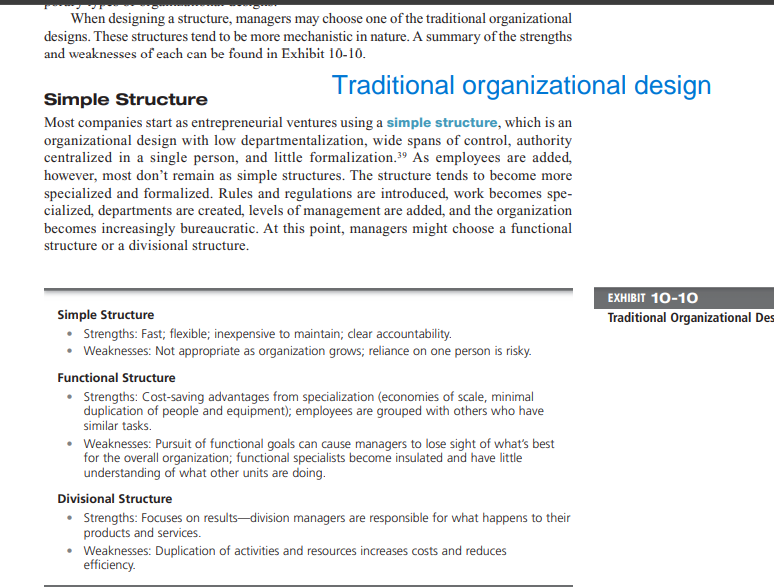 When designing a structure, managers may choose one of the traditional organizational
designs. These structures tend to be more mechanistic in nature. A summary of the strengths
and weaknesses of each can be found in Exhibit 10-10.
Traditional organizational design
Simple Structure
Most companies start as entrepreneurial ventures using a simple structure, which is an
organizational design with low departmentalization, wide spans of control, authority
centralized in a single person, and little formalization.³⁹ As employees are added,
however, most don't remain as simple structures. The structure tends to become more
specialized and formalized. Rules and regulations are introduced, work becomes spe-
cialized, departments are created, levels of management are added, and the organization
becomes increasingly bureaucratic. At this point, managers might choose a functional
structure or a divisional structure.
EXHIBIT 10-10
Traditional Organizational Des
Simple Structure
• Strengths: Fast; flexible; inexpensive to maintain; clear accountability.
• Weaknesses: Not appropriate as organization grows; reliance on one person is risky.
Functional Structure
• Strengths: Cost-saving advantages from specialization (economies of scale, minimal
duplication of people and equipment); employees are grouped with others who have
similar tasks.
• Weaknesses: Pursuit of functional goals can cause managers to lose sight of what's best
for the overall organization; functional specialists become insulated and have little
understanding of what other units are doing.
Divisional Structure
• Strengths: Focuses on results—division managers are responsible for what happens to their
products and services.
• Weaknesses: Duplication of activities and resources increases costs and reduces
efficiency.